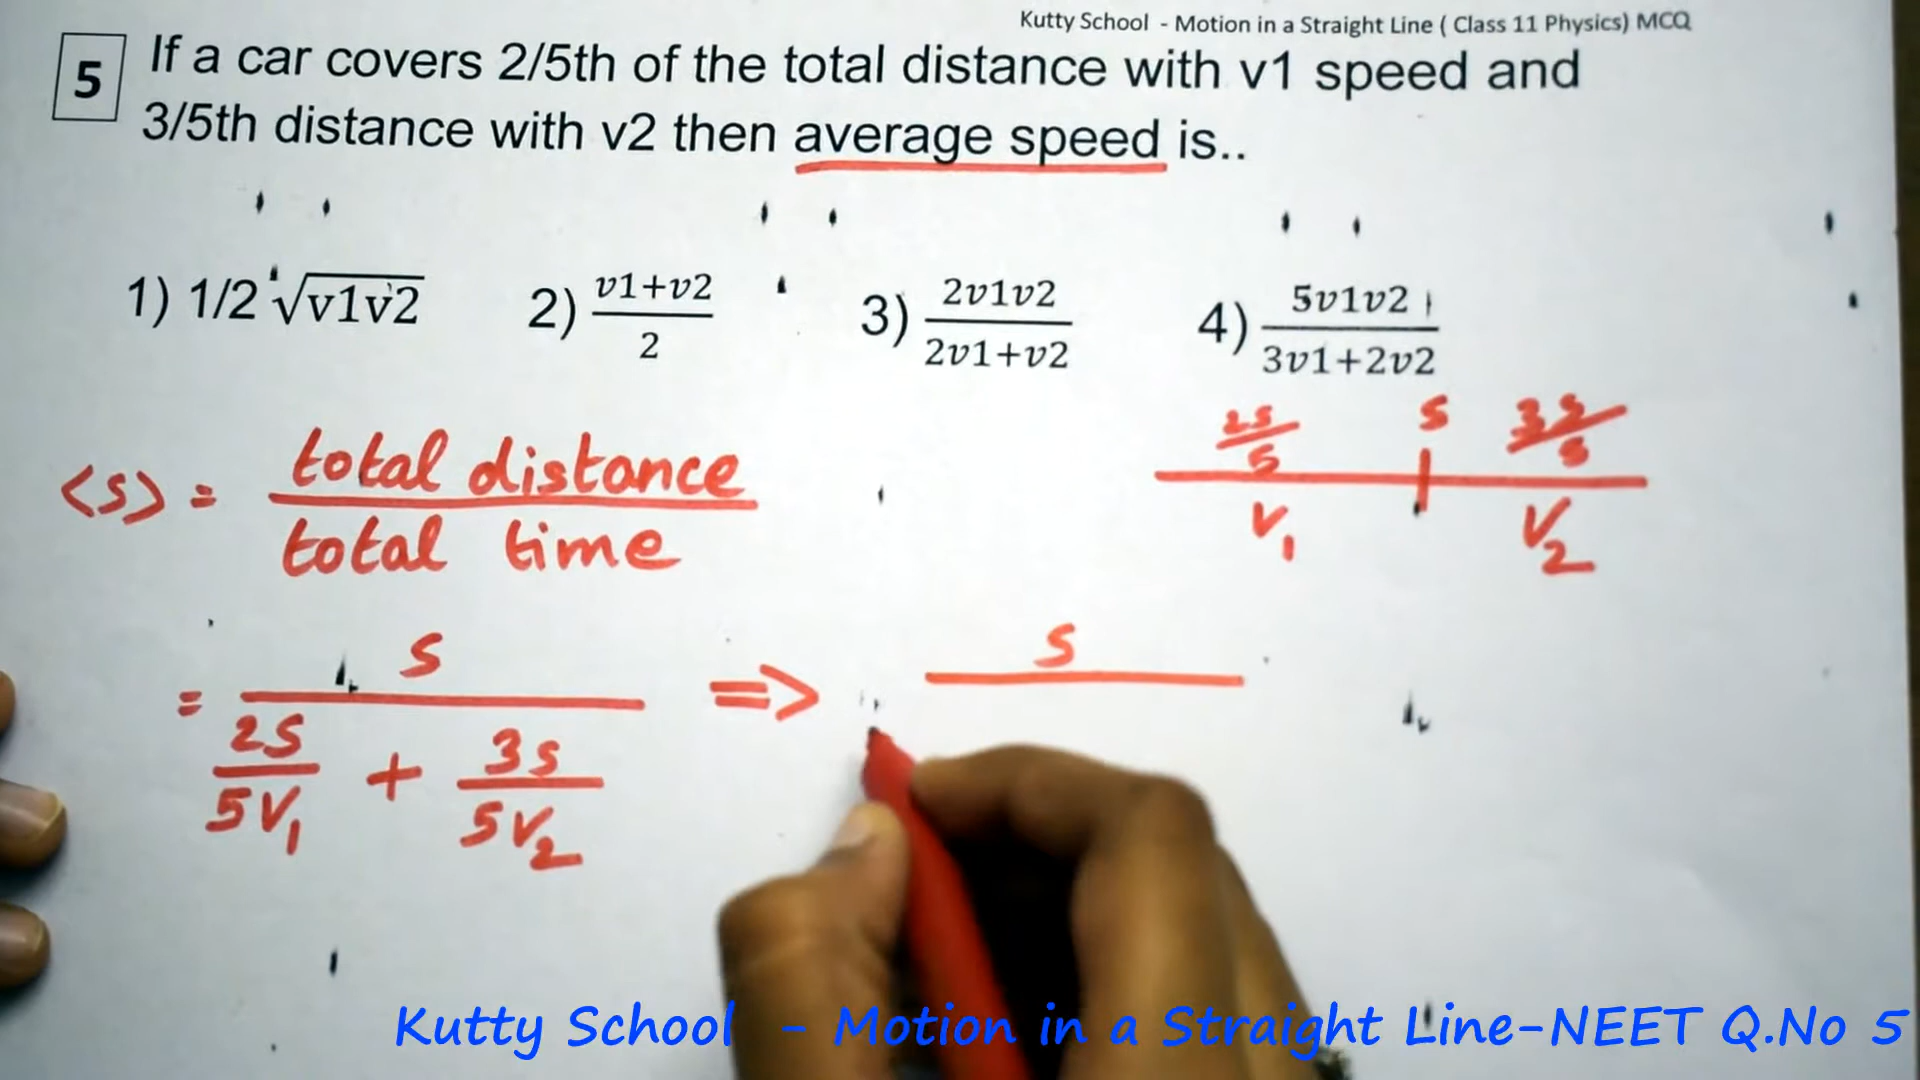 Kutty School - Motion in a Straight Line ( Class 11 Physics) MCQ
5 If a car covers 2/5th of the total distance with v1 speed and
3/5th distance with v2 then average speed is..
1) 1/2 √v1v2 2) v1+v2/2 3) 2v1v2/2v1+v2 4) 5v1v2/3v1+2v2
2S/5 S 3S/5
V1 V2
<S> = total distance
total time
= S => S
2S/5V1 + 3S/5V2
Kutty School - Motion in a Straight Line-NEET Q.No 5